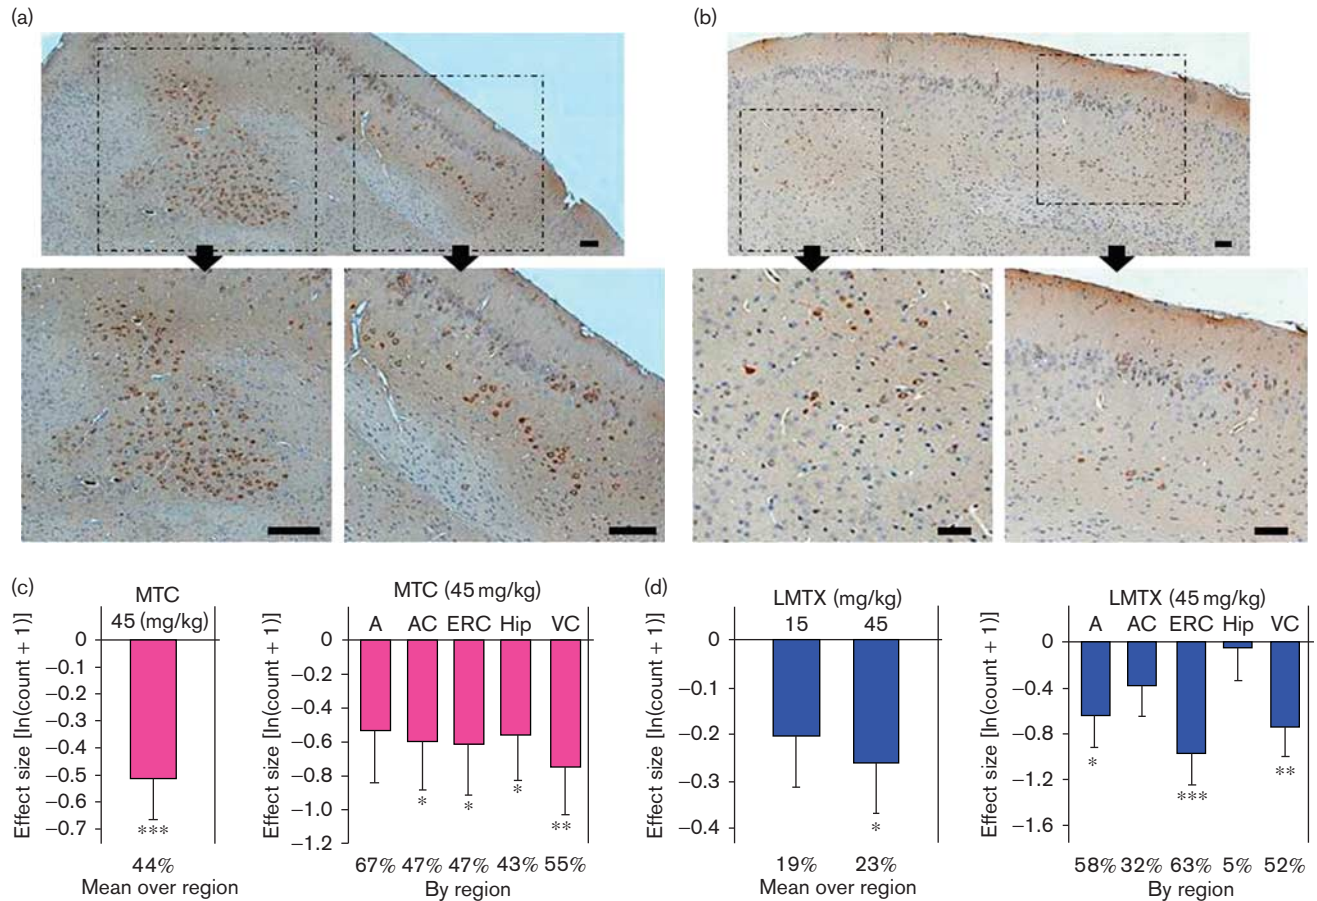 (a)
(b)
(c)
MTC
45 (mg/kg)
Effect size [ln(count + 1)]
0
−0.1
−0.2
−0.3
−0.4
−0.5
−0.6
−0.7
***
44%
Mean over region
MTC (45 mg/kg)
A AC ERC Hip VC
Effect size [ln(count + 1)]
0
−0.2
−0.4
−0.6
−0.8
−1.0
−1.2
* * * **
67% 47% 47% 43% 55%
By region
(d)
LMTX (mg/kg)
15 45
Effect size [ln(count + 1)]
0
−0.1
−0.2
−0.3
−0.4
*
19% 23%
Mean over region
LMTX (45 mg/kg)
A AC ERC Hip VC
Effect size [ln(count + 1)]
0
−0.4
−0.8
−1.2
−1.6
* *** **
58% 32% 63% 5% 52%
By region